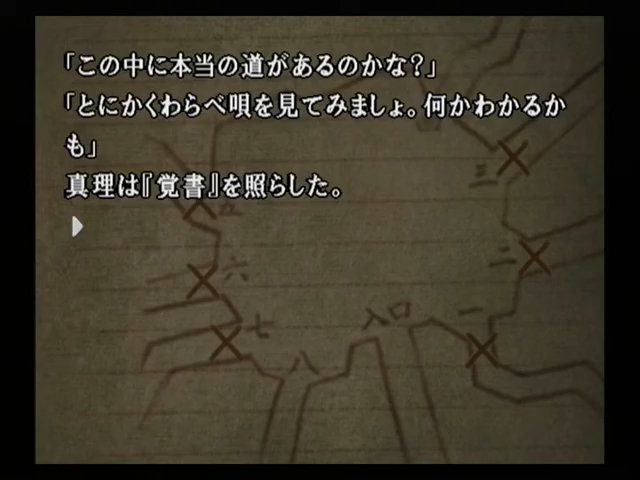 「この中に本当の道があるのかな？」
「とにかくわらべ唄を見てみましょ。何かわかるか
も」
真理は『覚書』を照らした。
三
五
二
六
入口
一
七
八